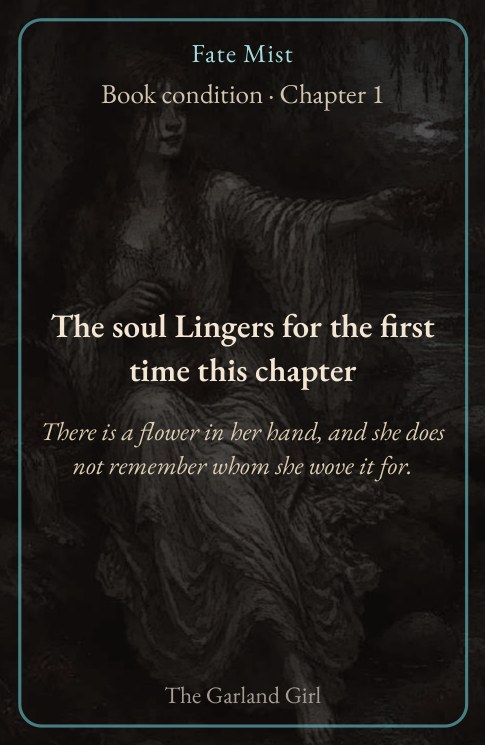 Fate Mist
Book condition · Chapter 1
The soul Lingers for the first
time this chapter
There is a flower in her hand, and she does
not remember whom she wove it for.
The Garland Girl